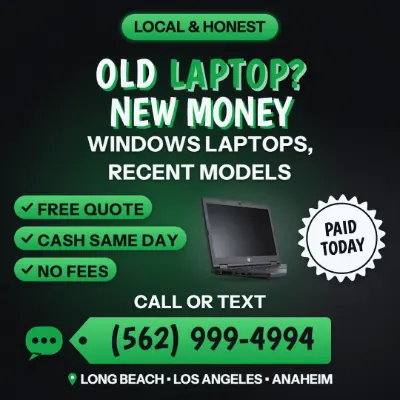 LOCAL & HONEST
OLD LAPTOP?
NEW MONEY
WINDOWS LAPTOPS,
RECENT MODELS
FREE QUOTE
CASH SAME DAY
NO FEES
PAID
TODAY
CALL OR TEXT
(562) 999-4994
LONG BEACH • LOS ANGELES • ANAHEIM